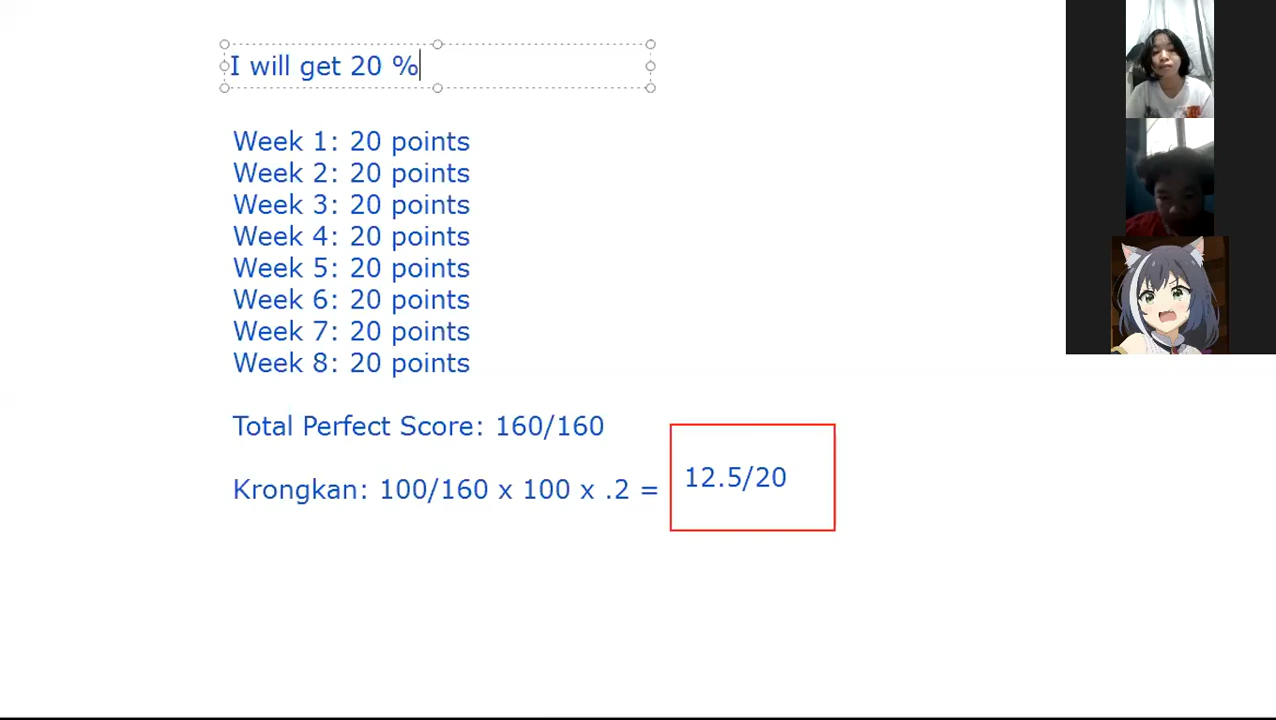 I will get 20 %
Week 1: 20 points
Week 2: 20 points
Week 3: 20 points
Week 4: 20 points
Week 5: 20 points
Week 6: 20 points
Week 7: 20 points
Week 8: 20 points
Total Perfect Score: 160/160
Krongkan: 100/160 x 100 x .2 = 12.5/20